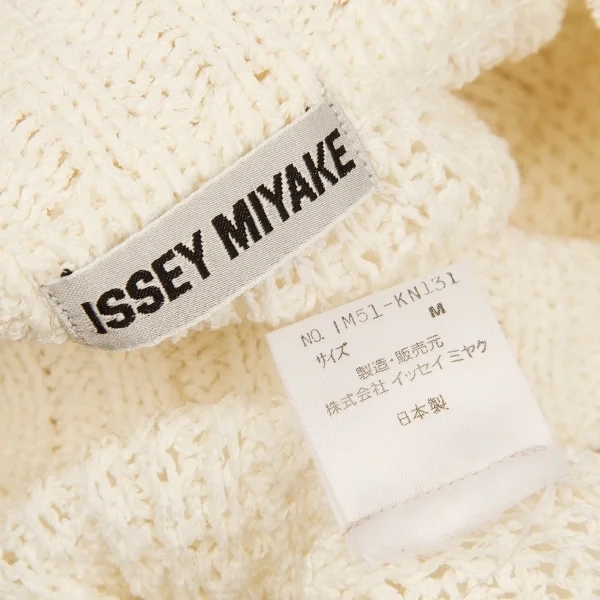 ISSEY MIYAKE
NO. IM51-KN131
サイズ M
製造・販売元
株式会社 イッセイ ミヤケ
日本製